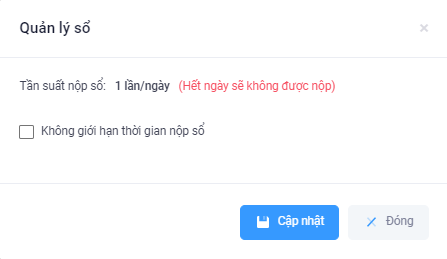 Quản lý sổ
Tần suất nộp sổ: 1 lần/ngày (Hết ngày sẽ không được nộp)
Không giới hạn thời gian nộp sổ
Cập nhật
Đóng